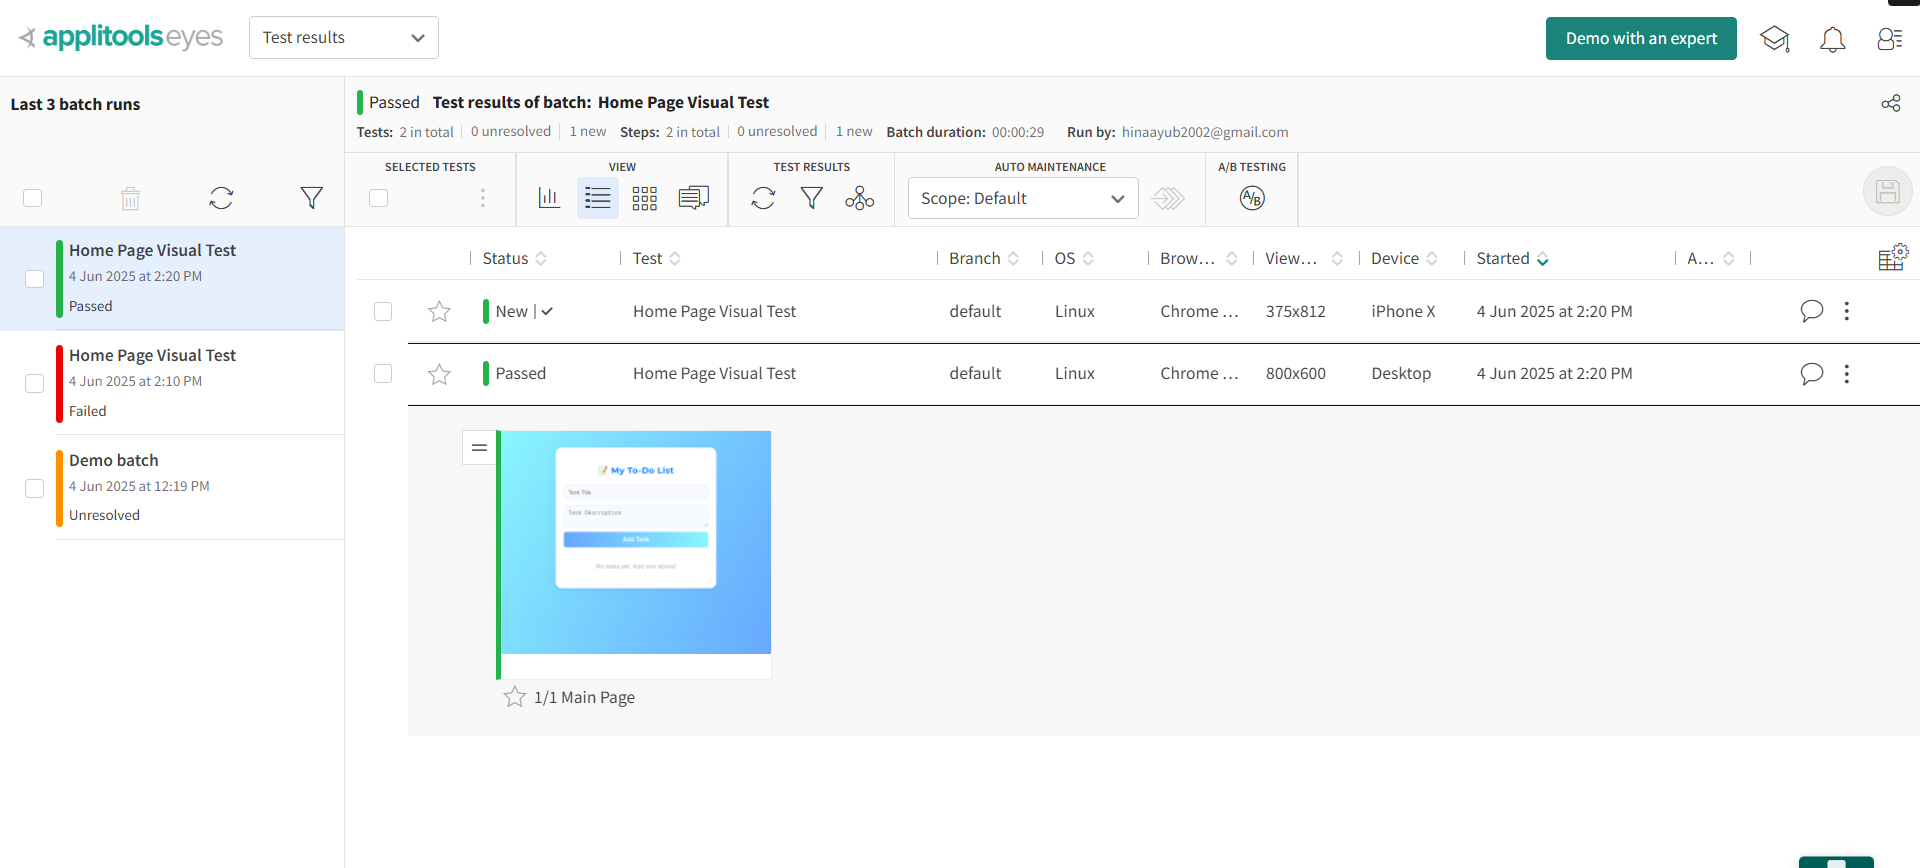 applitools eyes
Test results
Demo with an expert
Last 3 batch runs
Passed Test results of batch: Home Page Visual Test
Tests: 2 in total 0 unresolved 1 new Steps: 2 in total 0 unresolved 1 new Batch duration: 00:00:29 Run by: hinaayub2002@gmail.com
SELECTED TESTS VIEW TEST RESULTS AUTO MAINTENANCE A/B TESTING
Scope: Default
A/B
Home Page Visual Test
4 Jun 2025 at 2:20 PM
Passed
Home Page Visual Test
4 Jun 2025 at 2:10 PM
Failed
Demo batch
4 Jun 2025 at 12:19 PM
Unresolved
Status Test Branch OS Brow... View... Device Started A...
New Home Page Visual Test default Linux Chrome ... 375x812 iPhone X 4 Jun 2025 at 2:20 PM
Passed Home Page Visual Test default Linux Chrome ... 800x600 Desktop 4 Jun 2025 at 2:20 PM
My To-Do List
Task Title
Task Description
Add Task
No tasks yet. Add one above!
1/1 Main Page